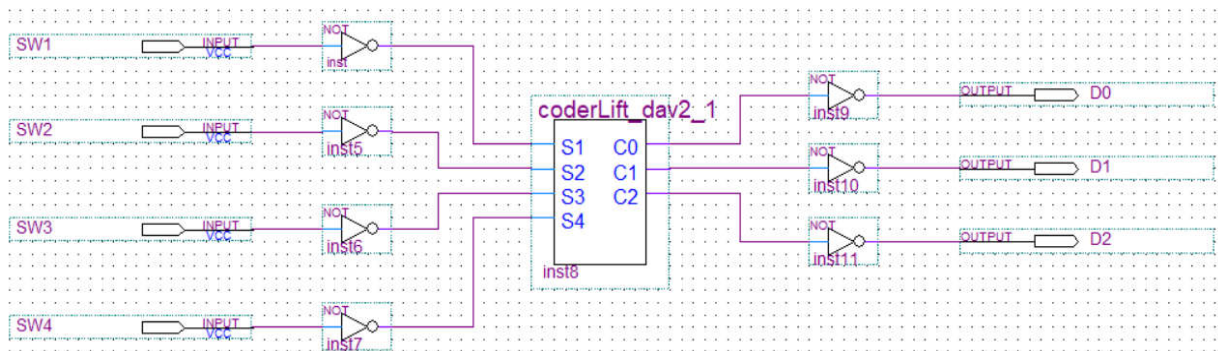 SW1
INPUT
VCC
NOT
inst
SW2
INPUT
VCC
NOT
inst5
SW3
INPUT
VCC
NOT
inst6
SW4
INPUT
VCC
NOT
inst7
coderLift_dav2_1
S1 C0
S2 C1
S3 C2
S4
inst8
NOT
inst9
OUTPUT
D0
NOT
inst10
OUTPUT
D1
NOT
inst11
OUTPUT
D2